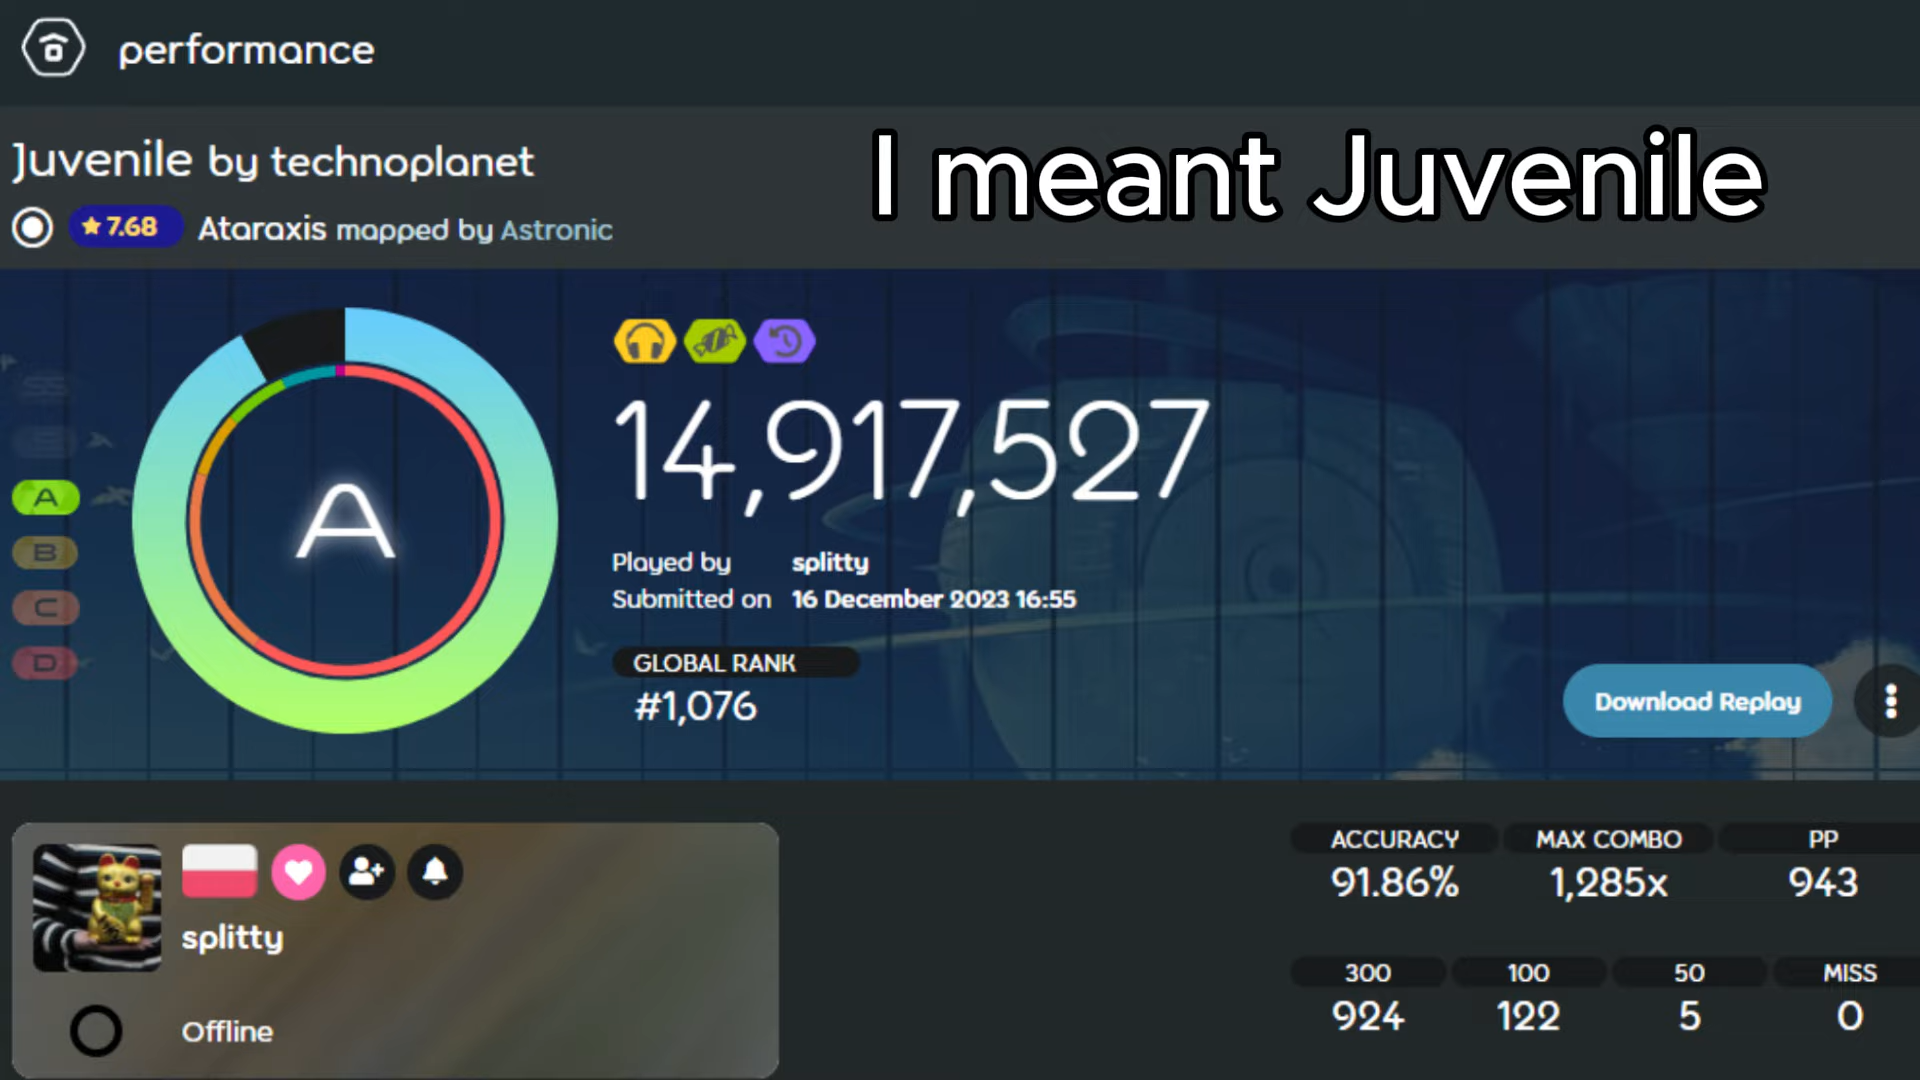 performance
Juvenile by technoplanet
I meant Juvenile
7.68 Ataraxis mapped by Astronic
SS
S
A
B
C
D
A
14,917,527
Played by splitty
Submitted on 16 December 2023 16:55
GLOBAL RANK
#1,076
Download Replay
splitty
Offline
ACCURACY MAX COMBO PP
91.86% 1,285x 943
300 100 50 MISS
924 122 5 0